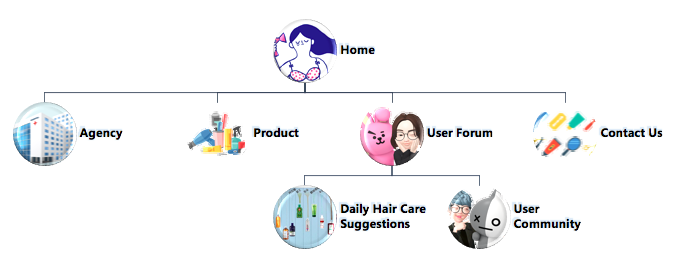 Home
Agency
Product
User Forum
Contact Us
Daily Hair Care
Suggestions
User
Community